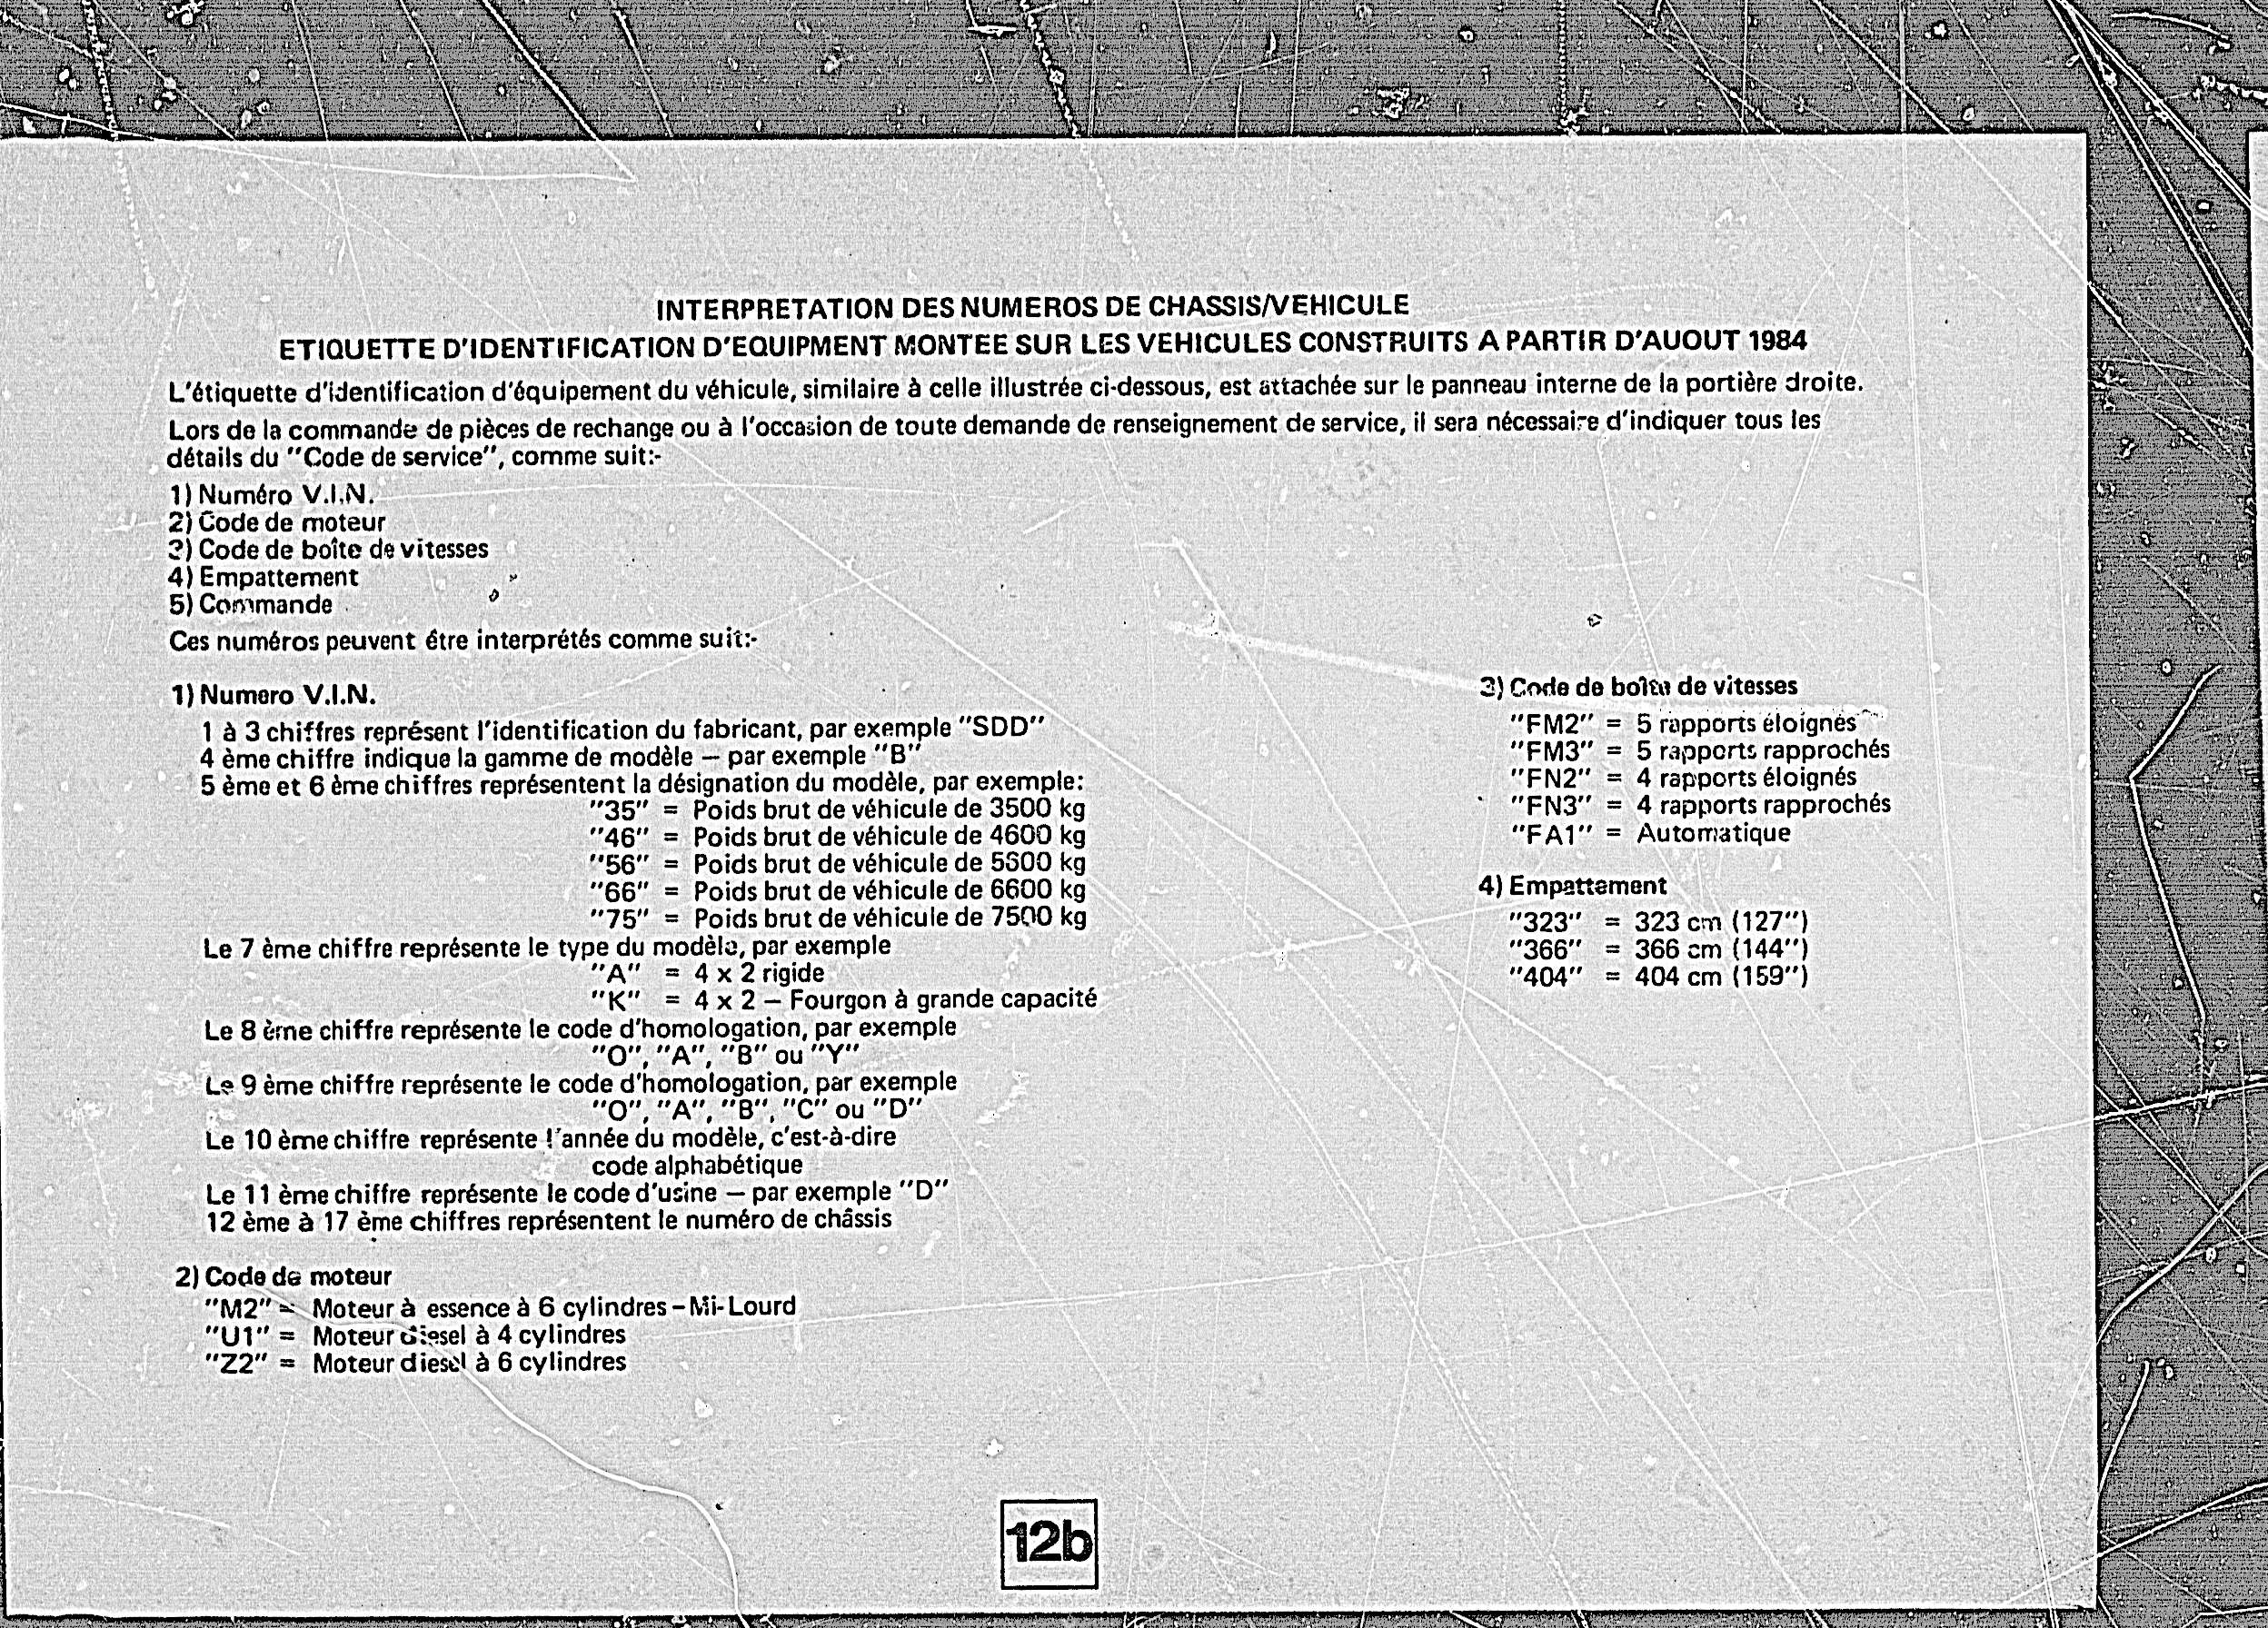 INTERPRETATION DES NUMEROS DE CHASSIS/VEHICULE
ETIQUETTE D'IDENTIFICATION D'EQUIPMENT MONTEE SUR LES VEHICULES CONSTRUITS A PARTIR D'AUOUT 1984
L'étiquette d'identification d'équipement du véhicule, similaire à celle illustrée ci-dessous, est attachée sur le panneau interne de la portière droite.
Lors de la commande de pièces de rechange ou à l'occasion de toute demande de renseignement de service, il sera nécessaire d'indiquer tous les
détails du "Code de service", comme suit:-
1) Numéro V.I.N.
2) Code de moteur
3) Code de boîte de vitesses
4) Empattement
5) Commande
Ces numéros peuvent étre interprétés comme suit:-
1) Numero V.I.N.
1 à 3 chiffres représent l'identification du fabricant, par exemple "SDD"
4 ème chiffre indique la gamme de modèle — par exemple "B"
5 ème et 6 ème chiffres représentent la désignation du modèle, par exemple:
"35" = Poids brut de véhicule de 3500 kg
"46" = Poids brut de véhicule de 4600 kg
"56" = Poids brut de véhicule de 5600 kg
"66" = Poids brut de véhicule de 6600 kg
"75" = Poids brut de véhicule de 7500 kg
Le 7 ème chiffre représente le type du modèle, par exemple
"A" = 4 x 2 rigide
"K" = 4 x 2 — Fourgon à grande capacité
Le 8 ème chiffre représente le code d'homologation, par exemple
"O", "A", "B" ou "Y"
Le 9 ème chiffre représente le code d'homologation, par exemple
"O", "A", "B", "C" ou "D"
Le 10 ème chiffre représente l'année du modèle, c'est-à-dire
code alphabétique
Le 11 ème chiffre représente le code d'usine — par exemple "D"
12 ème à 17 ème chiffres représentent le numéro de châssis
2) Code de moteur
"M2" = Moteur à essence à 6 cylindres – Mi-Lourd
"U1" = Moteur diesel à 4 cylindres
"Z2" = Moteur diesel à 6 cylindres
3) Code de boîte de vitesses
"FM2" = 5 rapports éloignés
"FM3" = 5 rapports rapprochés
"FN2" = 4 rapports éloignés
"FN3" = 4 rapports rapprochés
"FA1" = Automatique
4) Empattement
"323" = 323 cm (127")
"366" = 366 cm (144")
"404" = 404 cm (159")
12b